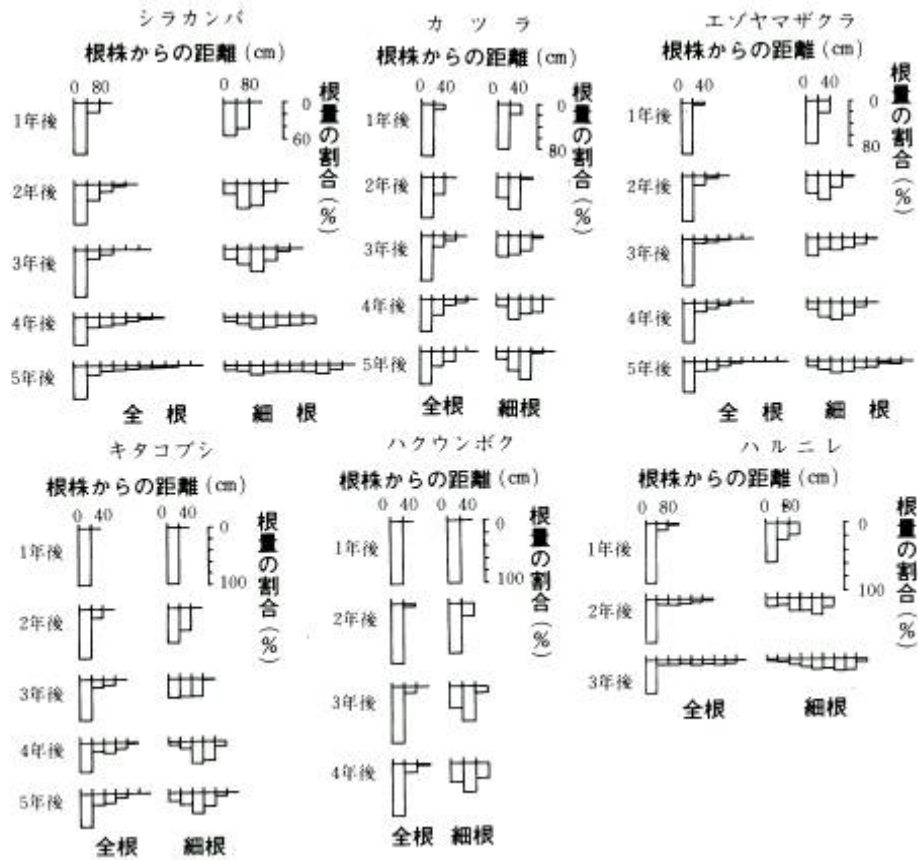 シラカンバ
根株からの距離(cm)
0 80
0 80
0
60
根量の割合(%)
1年後
2年後
3年後
4年後
5年後
全根
細根
カツラ
根株からの距離(cm)
0 40
0 40
0
80
根量の割合(%)
1年後
2年後
3年後
4年後
5年後
全根
細根
エゾヤマザクラ
根株からの距離(cm)
0 40
0 40
0
80
根量の割合(%)
1年後
2年後
3年後
4年後
5年後
全根
細根
キタコブシ
根株からの距離(cm)
0 40
0 40
0
100
根量の割合(%)
1年後
2年後
3年後
4年後
5年後
全根
細根
ハクウンボク
根株からの距離(cm)
0 40
0 40
0
100
根量の割合(%)
1年後
2年後
3年後
4年後
全根
細根
ハルニレ
根株からの距離(cm)
0 80
0 80
0
100
根量の割合(%)
1年後
2年後
3年後
全根
細根